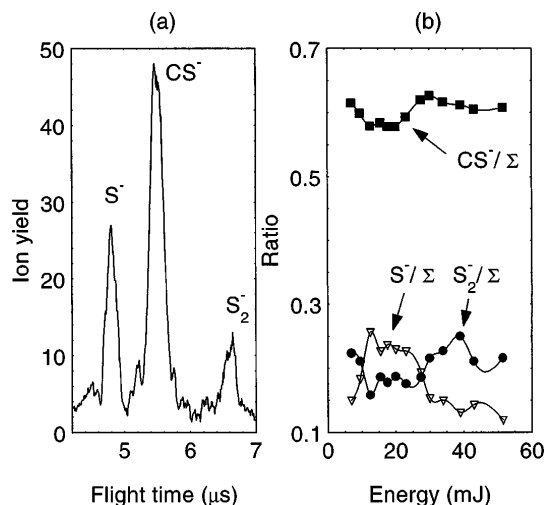 (a)
(b)
50
40
30
20
10
0
Ion yield
S⁻
CS⁻
S₂⁻
5
6
7
Flight time (μs)
0.7
0.5
0.3
0.1
Ratio
CS⁻/ Σ
S⁻/ Σ
S₂⁻/ Σ
0
20
40
60
Energy (mJ)